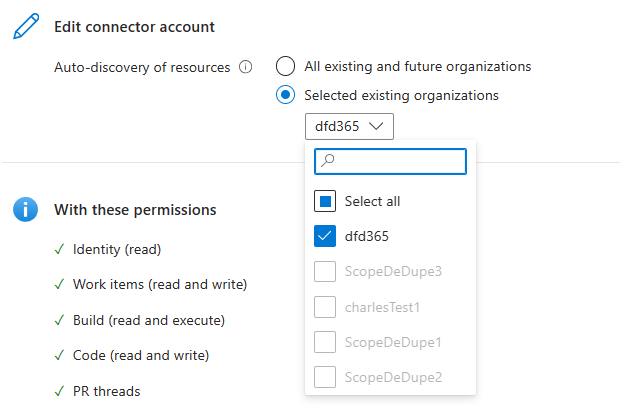 Edit connector account
Auto-discovery of resources
All existing and future organizations
Selected existing organizations
dfd365
Select all
dfd365
ScopeDeDupe3
charlesTest1
ScopeDeDupe1
ScopeDeDupe2
With these permissions
Identity (read)
Work items (read and write)
Build (read and execute)
Code (read and write)
PR threads